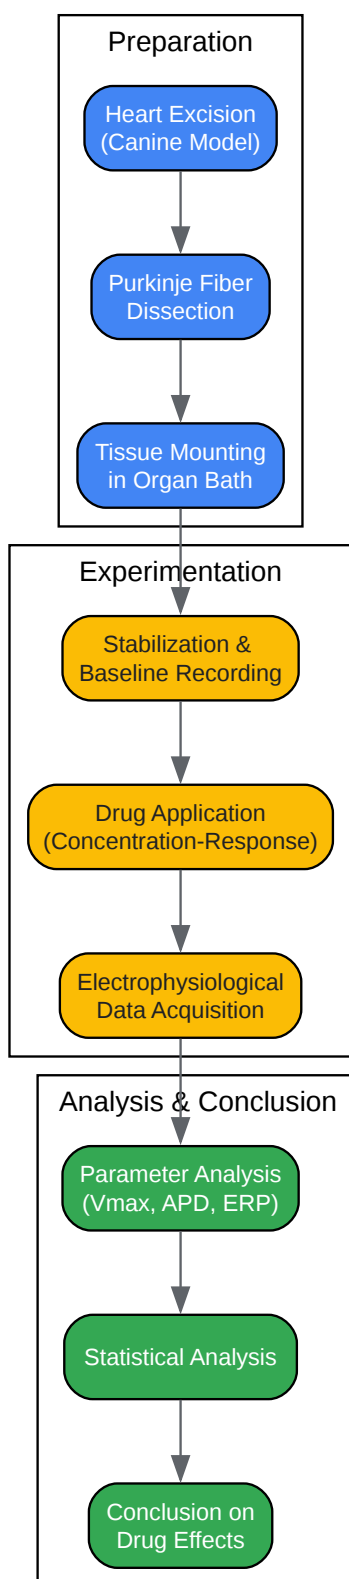 Preparation
Heart Excision
(Canine Model)
Purkinje Fiber
Dissection
Tissue Mounting
in Organ Bath
Experimentation
Stabilization &
Baseline Recording
Drug Application
(Concentration-Response)
Electrophysiological
Data Acquisition
Analysis & Conclusion
Parameter Analysis
(Vmax, APD, ERP)
Statistical Analysis
Conclusion on
Drug Effects